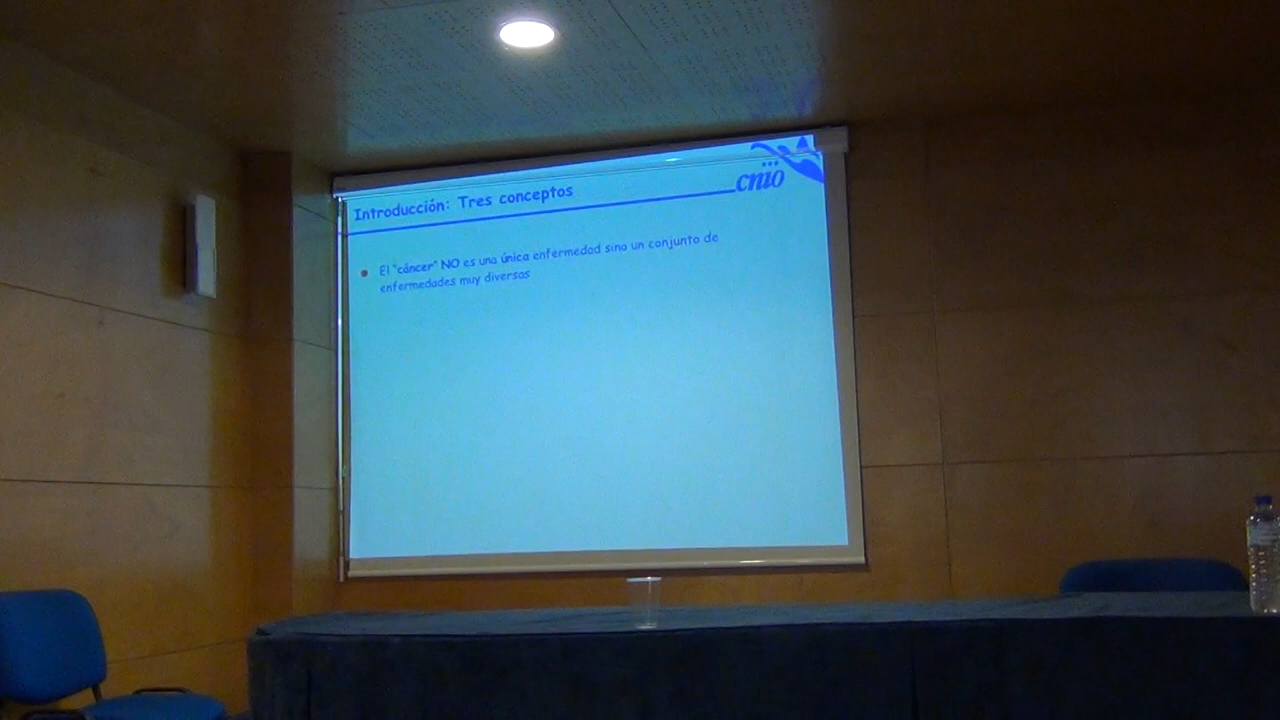 Introducción: Tres conceptos
cnio
El "cáncer" NO es una única enfermedad sino un conjunto de
enfermedades muy diversas